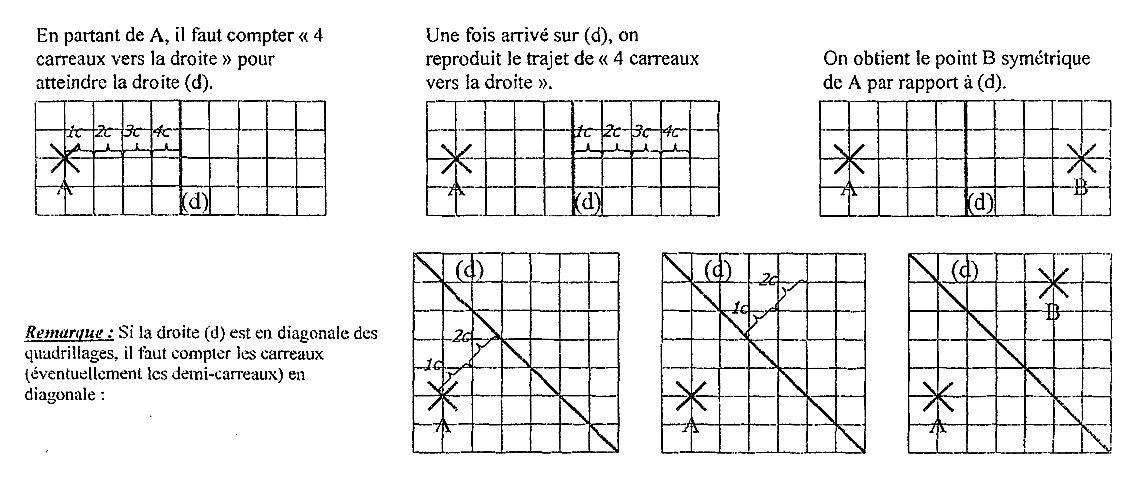 En partant de A, il faut compter « 4
carreaux vers la droite » pour
atteindre la droite (d).
1c 2c 3c 4c
A
(d)
Une fois arrivé sur (d), on
reproduit le trajet de « 4 carreaux
vers la droite ».
1c 2c 3c 4c
A
(d)
On obtient le point B symétrique
de A par rapport à (d).
A
(d)
B
Remarque : Si la droite (d) est en diagonale des
quadrillages, il faut compter les carreaux
(éventuellement les demi-carreaux) en
diagonale :
(d)
2c
1c
A
(d)
2c
1c
A
(d)
B
A